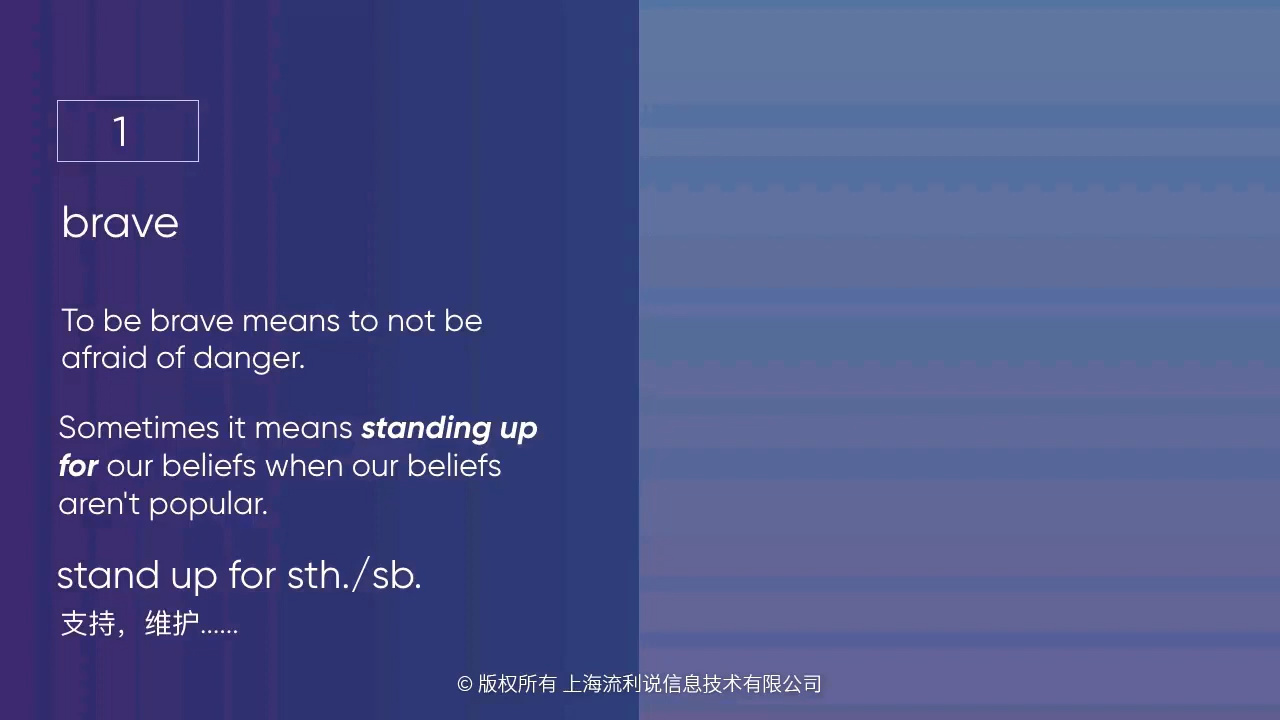 1
brave
To be brave means to not be
afraid of danger.
Sometimes it means standing up
for our beliefs when our beliefs
aren't popular.
stand up for sth./sb.
支持，维护......
© 版权所有 上海流利说信息技术有限公司